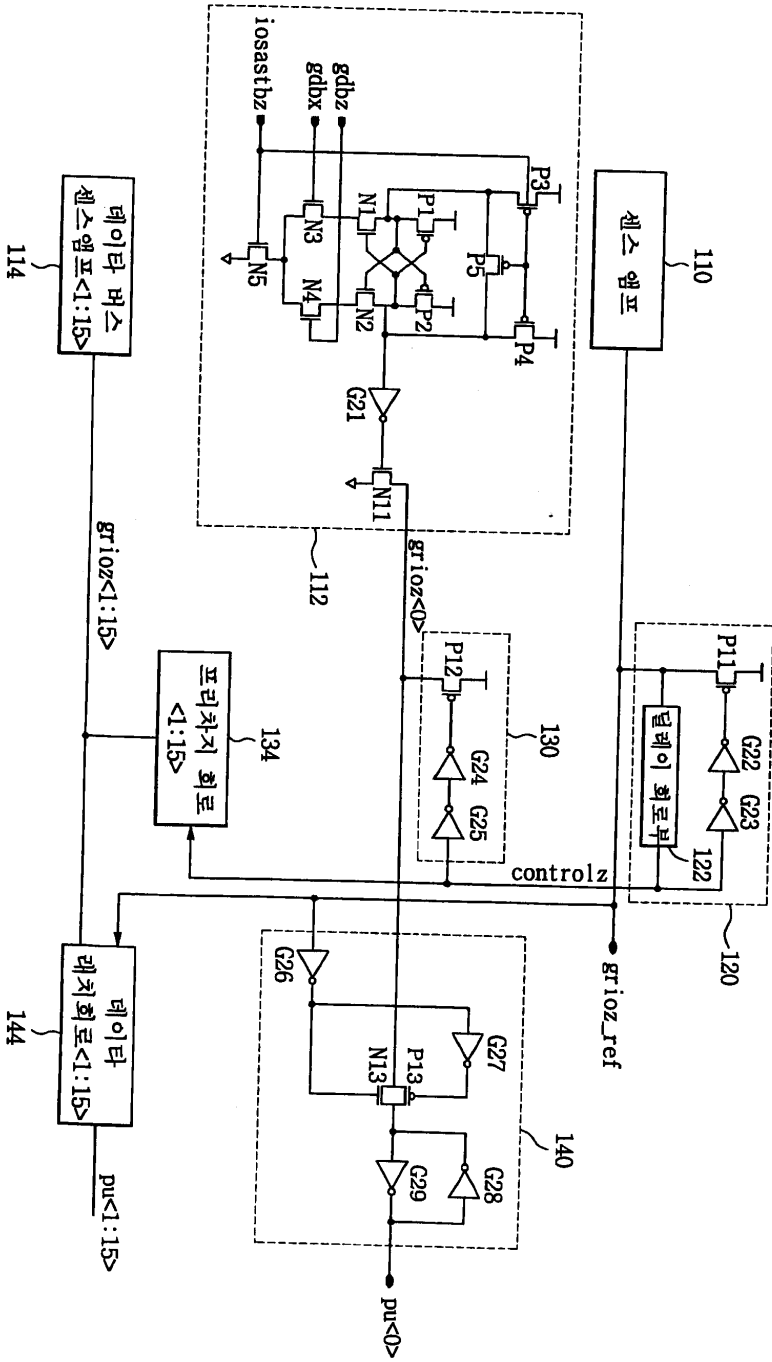 센스 앰프
110
P11
G22
G23
딜레이 회로부
122
120
controlz
grioz_ref
P3
P4
P5
P1
P2
N1
N2
N3
N4
N5
gdbz
gdbx
iosastbz
G21
N11
112
grioz<0>
P12
G24
G25
130
G26
G27
P13
N13
G28
G29
140
pu<0>
데이타 버스
센스앰프<1:15>
114
grioz<1:15>
프리차지 회로
<1:15>
134
데이타
래치회로<1:15>
144
pu<1:15>